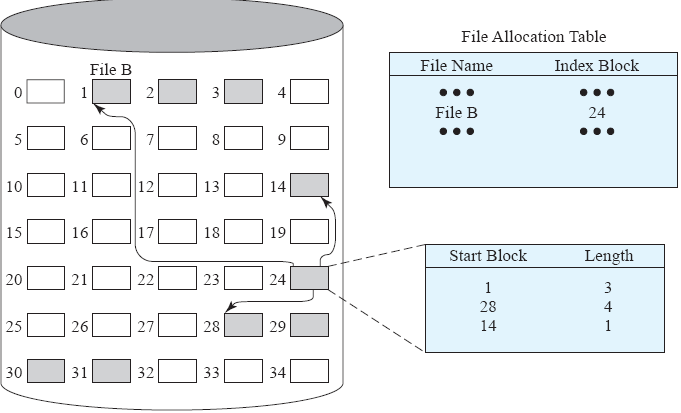 File Allocation Table
File Name Index Block
••• •••
File B 24
••• •••
File B
0 1 2 3 4
5 6 7 8 9
10 11 12 13 14
15 16 17 18 19
20 21 22 23 24
25 26 27 28 29
30 31 32 33 34
Start Block Length
1 3
28 4
14 1